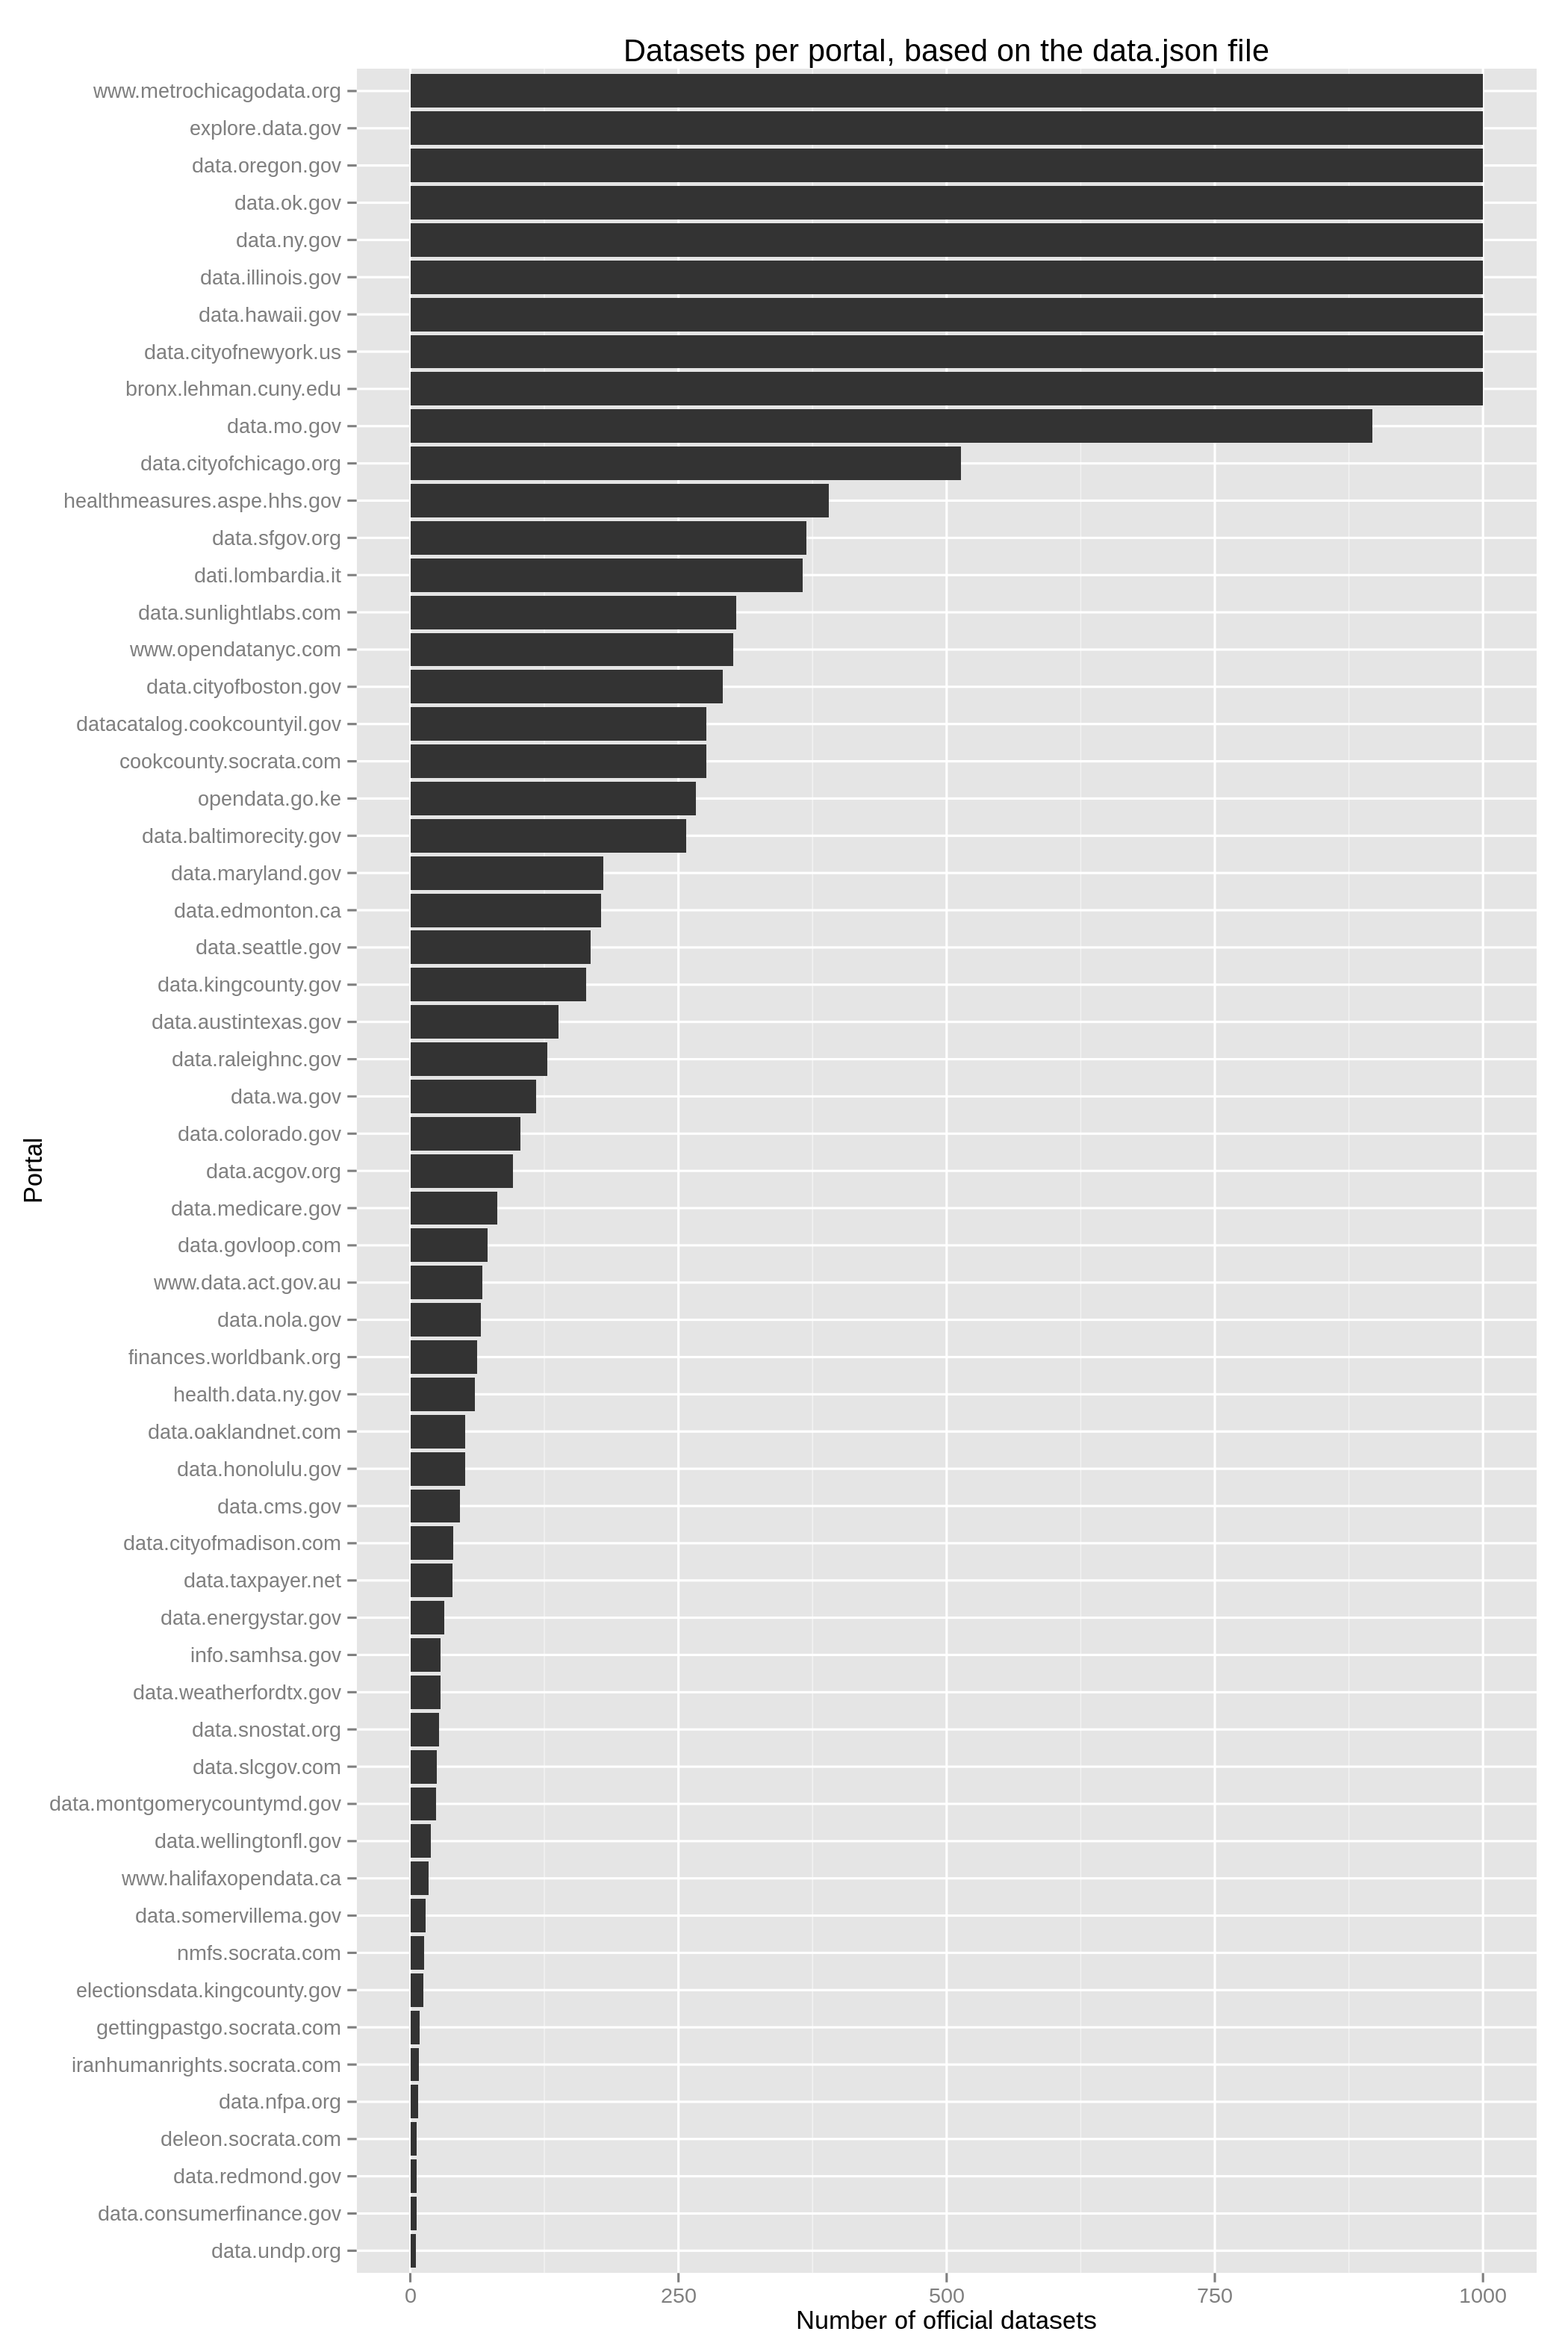 Datasets per portal, based on the data.json file
www.metrochicagodata.org
explore.data.gov
data.oregon.gov
data.ok.gov
data.ny.gov
data.illinois.gov
data.hawaii.gov
data.cityofnewyork.us
bronx.lehman.cuny.edu
data.mo.gov
data.cityofchicago.org
healthmeasures.aspe.hhs.gov
data.sfgov.org
dati.lombardia.it
data.sunlightlabs.com
www.opendatanyc.com
data.cityofboston.gov
datacatalog.cookcountyil.gov
cookcounty.socrata.com
opendata.go.ke
data.baltimorecity.gov
data.maryland.gov
data.edmonton.ca
data.seattle.gov
data.kingcounty.gov
data.austintexas.gov
data.raleighnc.gov
data.wa.gov
data.colorado.gov
data.acgov.org
data.medicare.gov
data.govloop.com
www.data.act.gov.au
data.nola.gov
finances.worldbank.org
health.data.ny.gov
data.oaklandnet.com
data.honolulu.gov
data.cms.gov
data.cityofmadison.com
data.taxpayer.net
data.energystar.gov
info.samhsa.gov
data.weatherfordtx.gov
data.snostat.org
data.slcgov.com
data.montgomerycountymd.gov
data.wellingtonfl.gov
www.halifaxopendata.ca
data.somervillema.gov
nmfs.socrata.com
electionsdata.kingcounty.gov
gettingpastgo.socrata.com
iranhumanrights.socrata.com
data.nfpa.org
deleon.socrata.com
data.redmond.gov
data.consumerfinance.gov
data.undp.org
Portal
0 250 500 750 1000
Number of official datasets